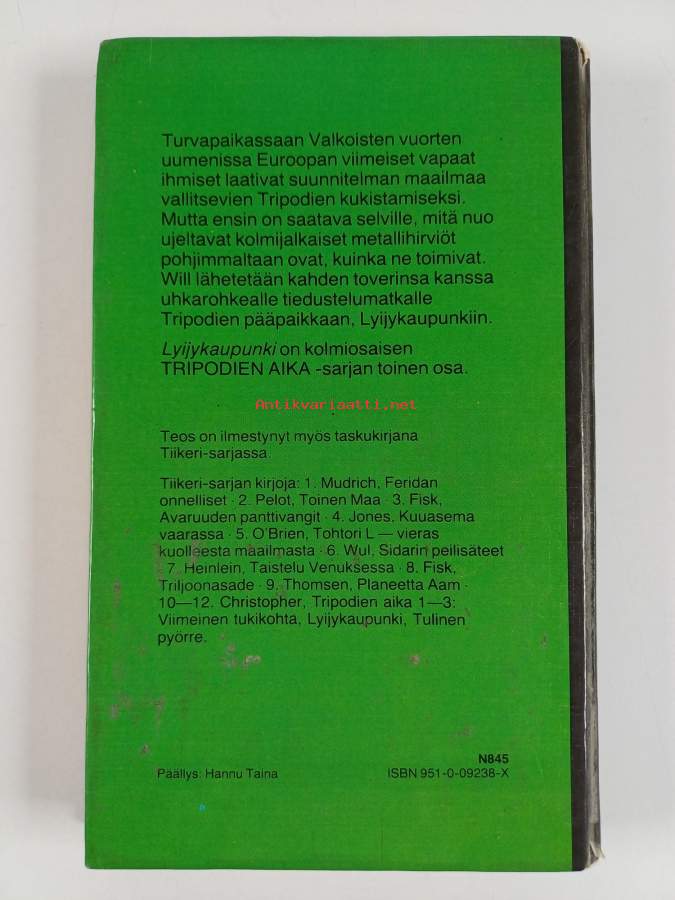 Turvapaikassaan Valkoisten vuorten
uumenissa Euroopan viimeiset vapaat
ihmiset laativat suunnitelman maailmaa
vallitsevien Tripodien kukistamiseksi.
Mutta ensin on saatava selville, mitä nuo
ujeltavat kolmijalkaiset metallihirviöt
pohjimmaltaan ovat, kuinka ne toimivat.
Will lähetetään kahden toverinsa kanssa
uhkarohkealle tiedustelumatkalle
Tripodien pääpaikkaan, Lyijykaupunkiin.
Lyijykaupunki on kolmiosaisen
TRIPODIEN AIKA -sarjan toinen osa.
Antikvariaatti.net
Teos on ilmestynyt myös taskukirjana
Tiikeri-sarjassa.
Tiikeri-sarjan kirjoja: 1. Mudrich, Feridan
onnelliset · 2. Pelot, Toinen Maa · 3. Fisk,
Avaruuden panttivangit · 4. Jones, Kuuasema
vaarassa · 5. O'Brien, Tohtori L — vieras
kuolleesta maailmasta · 6. Wul, Sidarin peilisäteet
· 7. Heinlein, Taistelu Venuksessa · 8. Fisk,
Triljoonasade · 9. Thomsen, Planeetta Aam ·
10—12. Christopher, Tripodien aika 1—3:
Viimeinen tukikohta, Lyijykaupunki, Tulinen
pyörre.
N845
Päällys: Hannu Taina ISBN 951-0-09238-X